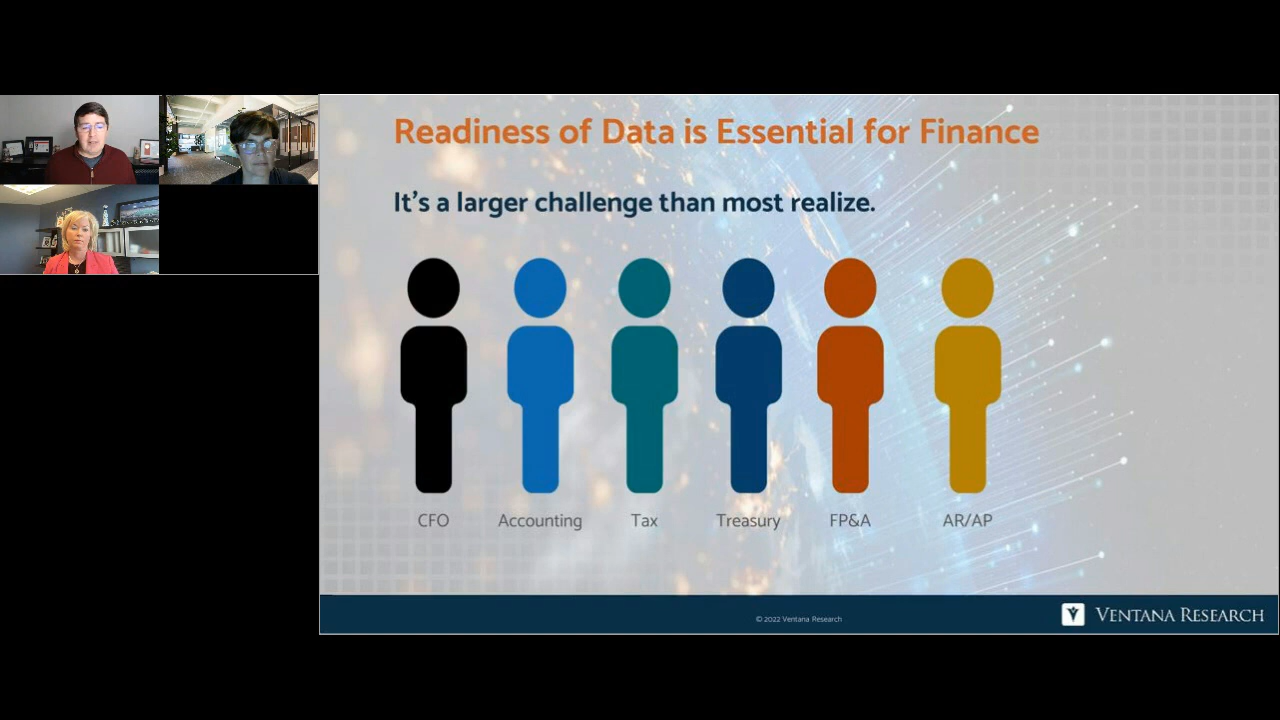 Readiness of Data is Essential for Finance
It's a larger challenge than most realize.
CFO
Accounting
Tax
Treasury
FP&A
AR/AP
© 2022 Ventana Research
VENTANA RESEARCH